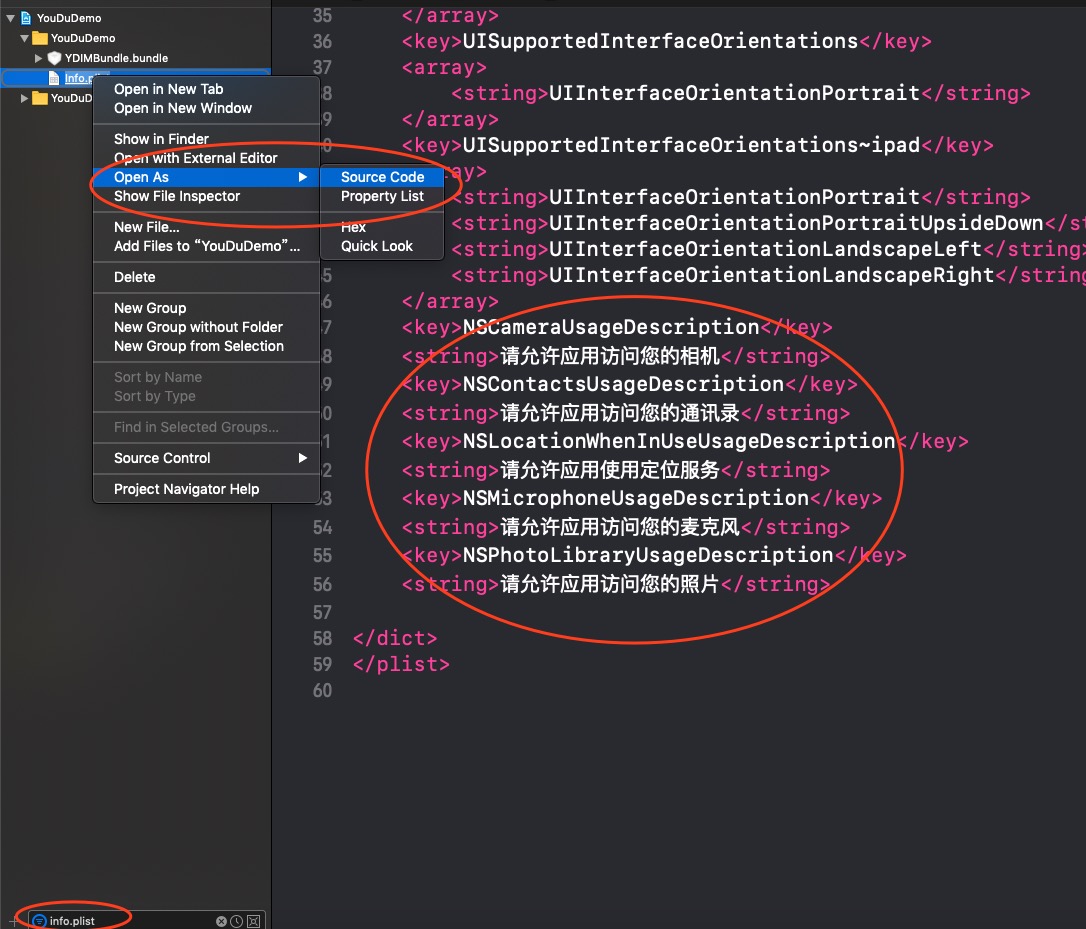 YouDuDemo
YouDuDemo
YDIMBundle.bundle
Info.pl
YouDuD
Open in New Tab
Open in New Window
Show in Finder
Open with External Editor
Open As
Show File Inspector
New File...
Add Files to “YouDuDemo”...
Delete
New Group
New Group without Folder
New Group from Selection
Sort by Name
Sort by Type
Find in Selected Groups...
Source Control
Project Navigator Help
Source Code
Property List
Hex
Quick Look
info.plist
35 </array>
36 <key>UISupportedInterfaceOrientations</key>
37 <array>
8 <string>UIInterfaceOrientationPortrait</string>
9 </array>
0 <key>UISupportedInterfaceOrientations~ipad</key>
ay>
<string>UIInterfaceOrientationPortrait</string>
<string>UIInterfaceOrientationPortraitUpsideDown</st
<string>UIInterfaceOrientationLandscapeLeft</string>
5 <string>UIInterfaceOrientationLandscapeRight</string
6 </array>
7 <key>NSCameraUsageDescription</key>
8 <string>请允许应用访问您的相机</string>
9 <key>NSContactsUsageDescription</key>
0 <string>请允许应用访问您的通讯录</string>
1 <key>NSLocationWhenInUseUsageDescription</key>
2 <string>请允许应用使用定位服务</string>
3 <key>NSMicrophoneUsageDescription</key>
54 <string>请允许应用访问您的麦克风</string>
55 <key>NSPhotoLibraryUsageDescription</key>
56 <string>请允许应用访问您的照片</string>
57
58 </dict>
59 </plist>
60